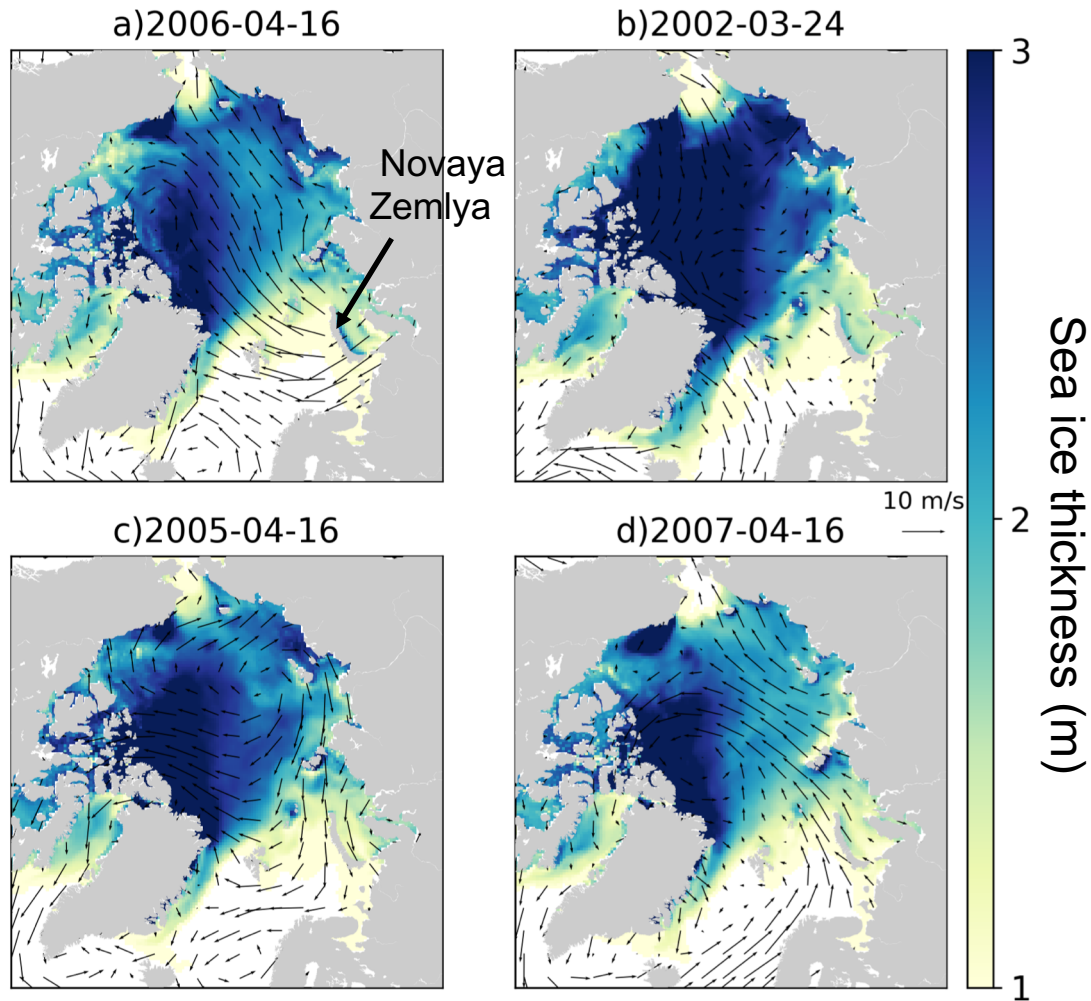 a)2006-04-16
b)2002-03-24
Novaya
Zemlya
3
2
1
Sea ice thickness (m)
10 m/s
c)2005-04-16
d)2007-04-16